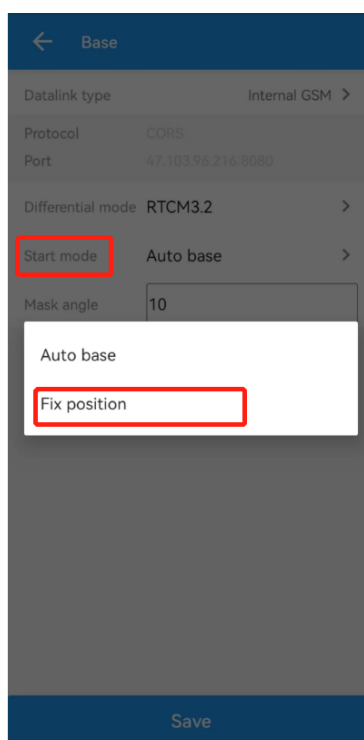 Base
Datalink type Internal GSM
Protocol CORS
Port 47.103.96.216:8080
Differential mode RTCM3.2
Start mode Auto base
Mask angle 10
Auto base
Fix position
Save